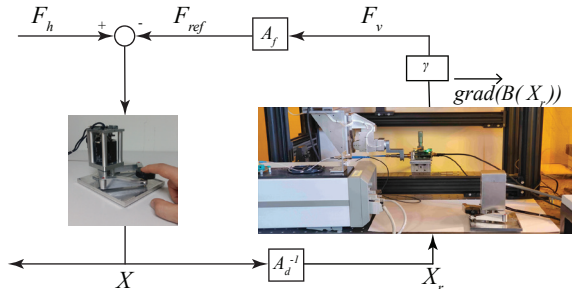 F_h + - F_ref A_f F_v
γ
grad(B(X_r))
X A_d^-1 X_r